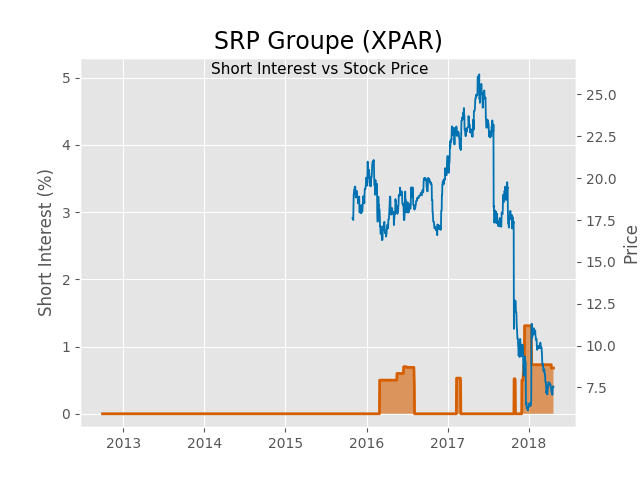 SRP Groupe (XPAR)
Short Interest vs Stock Price
Short Interest (%)
5
4
3
2
1
0
25.0
22.5
20.0
17.5
15.0
12.5
10.0
7.5
Price
2013 2014 2015 2016 2017 2018